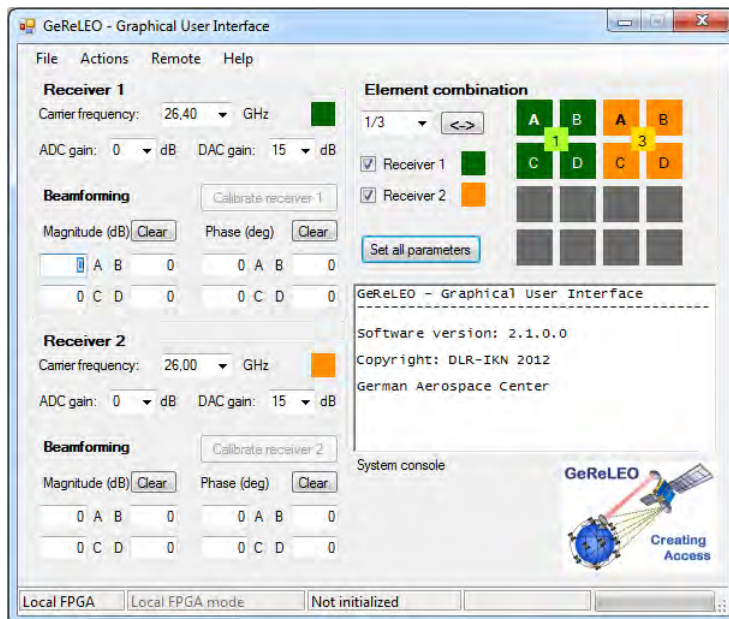 GeReLEO - Graphical User Interface
File Actions Remote Help
Receiver 1
Carrier frequency: 26,40 GHz
ADC gain: 0 dB DAC gain: 15 dB
Beamforming Calibrate receiver 1
Magnitude (dB) Clear Phase (deg) Clear
0 A B 0 0 A B 0
0 C D 0 0 C D 0
Receiver 2
Carrier frequency: 26,00 GHz
ADC gain: 0 dB DAC gain: 15 dB
Beamforming Calibrate receiver 2
Magnitude (dB) Clear Phase (deg) Clear
0 A B 0 0 A B 0
0 C D 0 0 C D 0
Element combination
1/3 <->
Receiver 1
Receiver 2
Set all parameters
A B A B
1 3
C D C D
GeReLEO - Graphical User Interface
----------------------------------------
Software version: 2.1.0.0
Copyright: DLR-IKN 2012
German Aerospace Center
System console
GeReLEO
Creating
Access
Local FPGA Local FPGA mode Not initialized